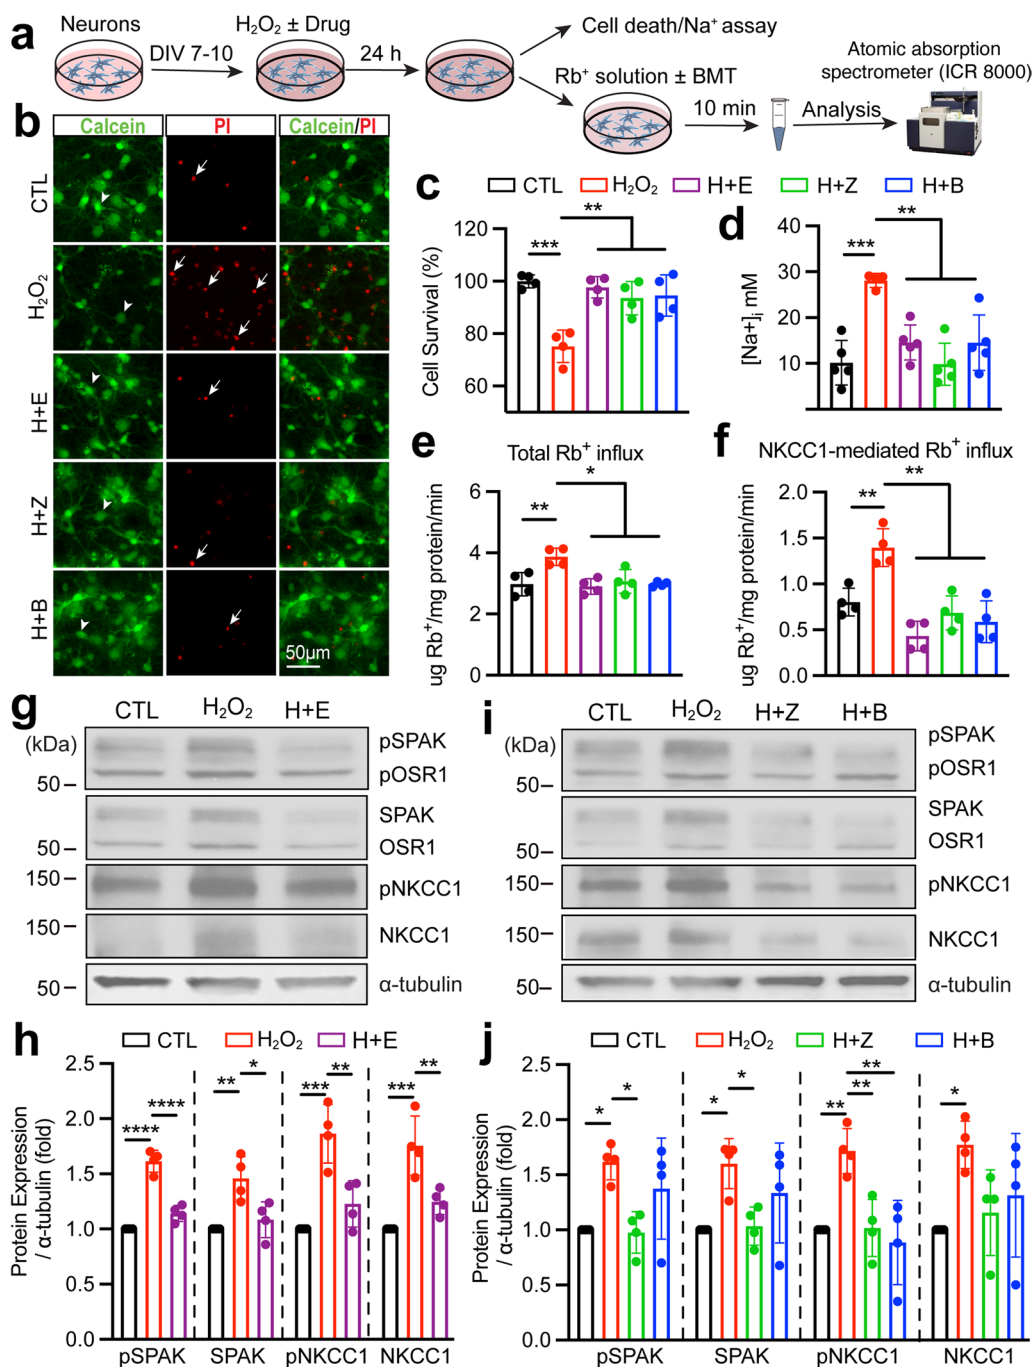 a
Neurons
H₂O₂ ± Drug
DIV 7-10
24 h
Cell death/Na⁺ assay
Rb⁺ solution ± BMT
10 min
Analysis
Atomic absorption
spectrometer (ICR 8000)
b
Calcein
PI
Calcein/PI
CTL
H₂O₂
H+E
H+Z
H+B
50µm
c
CTL
H₂O₂
H+E
H+Z
H+B
Cell Survival (%)
120
100
80
60
***
**
d
[Na+]i mM
40
30
20
10
***
**
e
Total Rb⁺ influx
ug Rb⁺/mg protein/min
6
4
2
0
**
*
f
NKCC1-mediated Rb⁺ influx
ug Rb⁺/mg protein/min
2.0
1.5
1.0
0.5
0.0
**
**
g
CTL
H₂O₂
H+E
(kDa)
pSPAK
pOSR1
50
SPAK
OSR1
50
150
pNKCC1
150
NKCC1
50
α-tubulin
i
CTL
H₂O₂
H+Z
H+B
(kDa)
pSPAK
pOSR1
50
SPAK
OSR1
50
150
pNKCC1
150
NKCC1
50
α-tubulin
h
CTL
H₂O₂
H+E
Protein Expression
/ α-tubulin (fold)
2.5
2.0
1.5
1.0
0.5
0.0
****
****
**
*
***
**
***
**
pSPAK
SPAK
pNKCC1
NKCC1
j
CTL
H₂O₂
H+Z
H+B
Protein Expression
/ α-tubulin (fold)
2.5
2.0
1.5
1.0
0.5
0.0
*
*
*
*
**
**
**
*
pSPAK
SPAK
pNKCC1
NKCC1